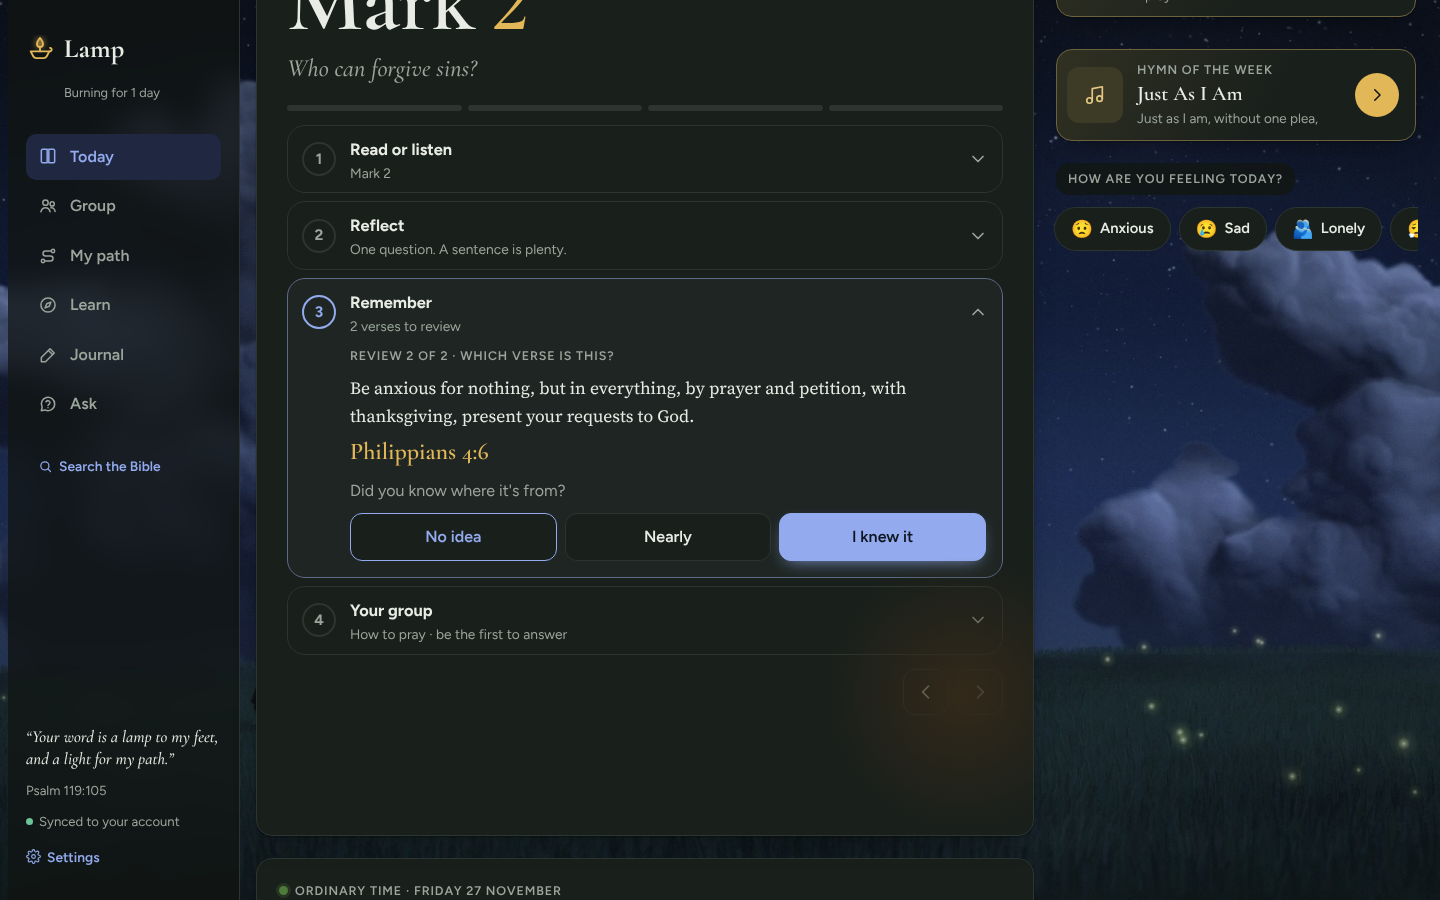 Lamp
Burning for 1 day
Today
Group
My path
Learn
Journal
Ask
Search the Bible
“Your word is a lamp to my feet,
and a light for my path.”
Psalm 119:105
Synced to your account
Settings
Mark 2
Who can forgive sins?
1
Read or listen
Mark 2
2
Reflect
One question. A sentence is plenty.
3
Remember
2 verses to review
REVIEW 2 OF 2 · WHICH VERSE IS THIS?
Be anxious for nothing, but in everything, by prayer and petition, with
thanksgiving, present your requests to God.
Philippians 4:6
Did you know where it's from?
No idea
Nearly
I knew it
4
Your group
How to pray · be the first to answer
ORDINARY TIME · FRIDAY 27 NOVEMBER
HYMN OF THE WEEK
Just As I Am
Just as I am, without one plea,
HOW ARE YOU FEELING TODAY?
Anxious
Sad
Lonely